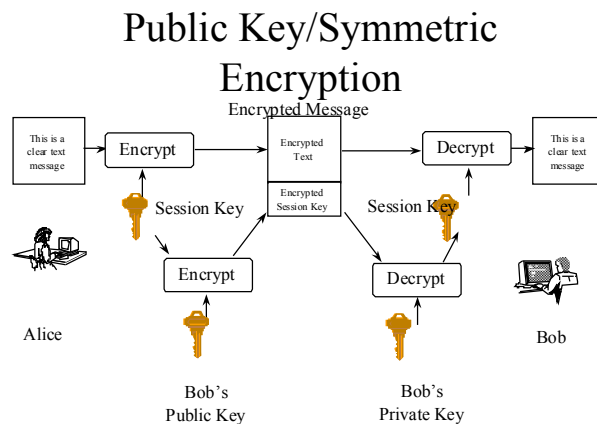 Public Key/Symmetric
Encryption
Encrypted Message
This is a
clear text
message
Encrypt
Encrypted
Text
Decrypt
This is a
clear text
message
Session Key
Encrypted
Session Key
Session Key
Encrypt
Decrypt
Alice
Bob
Bob's
Public Key
Bob's
Private Key